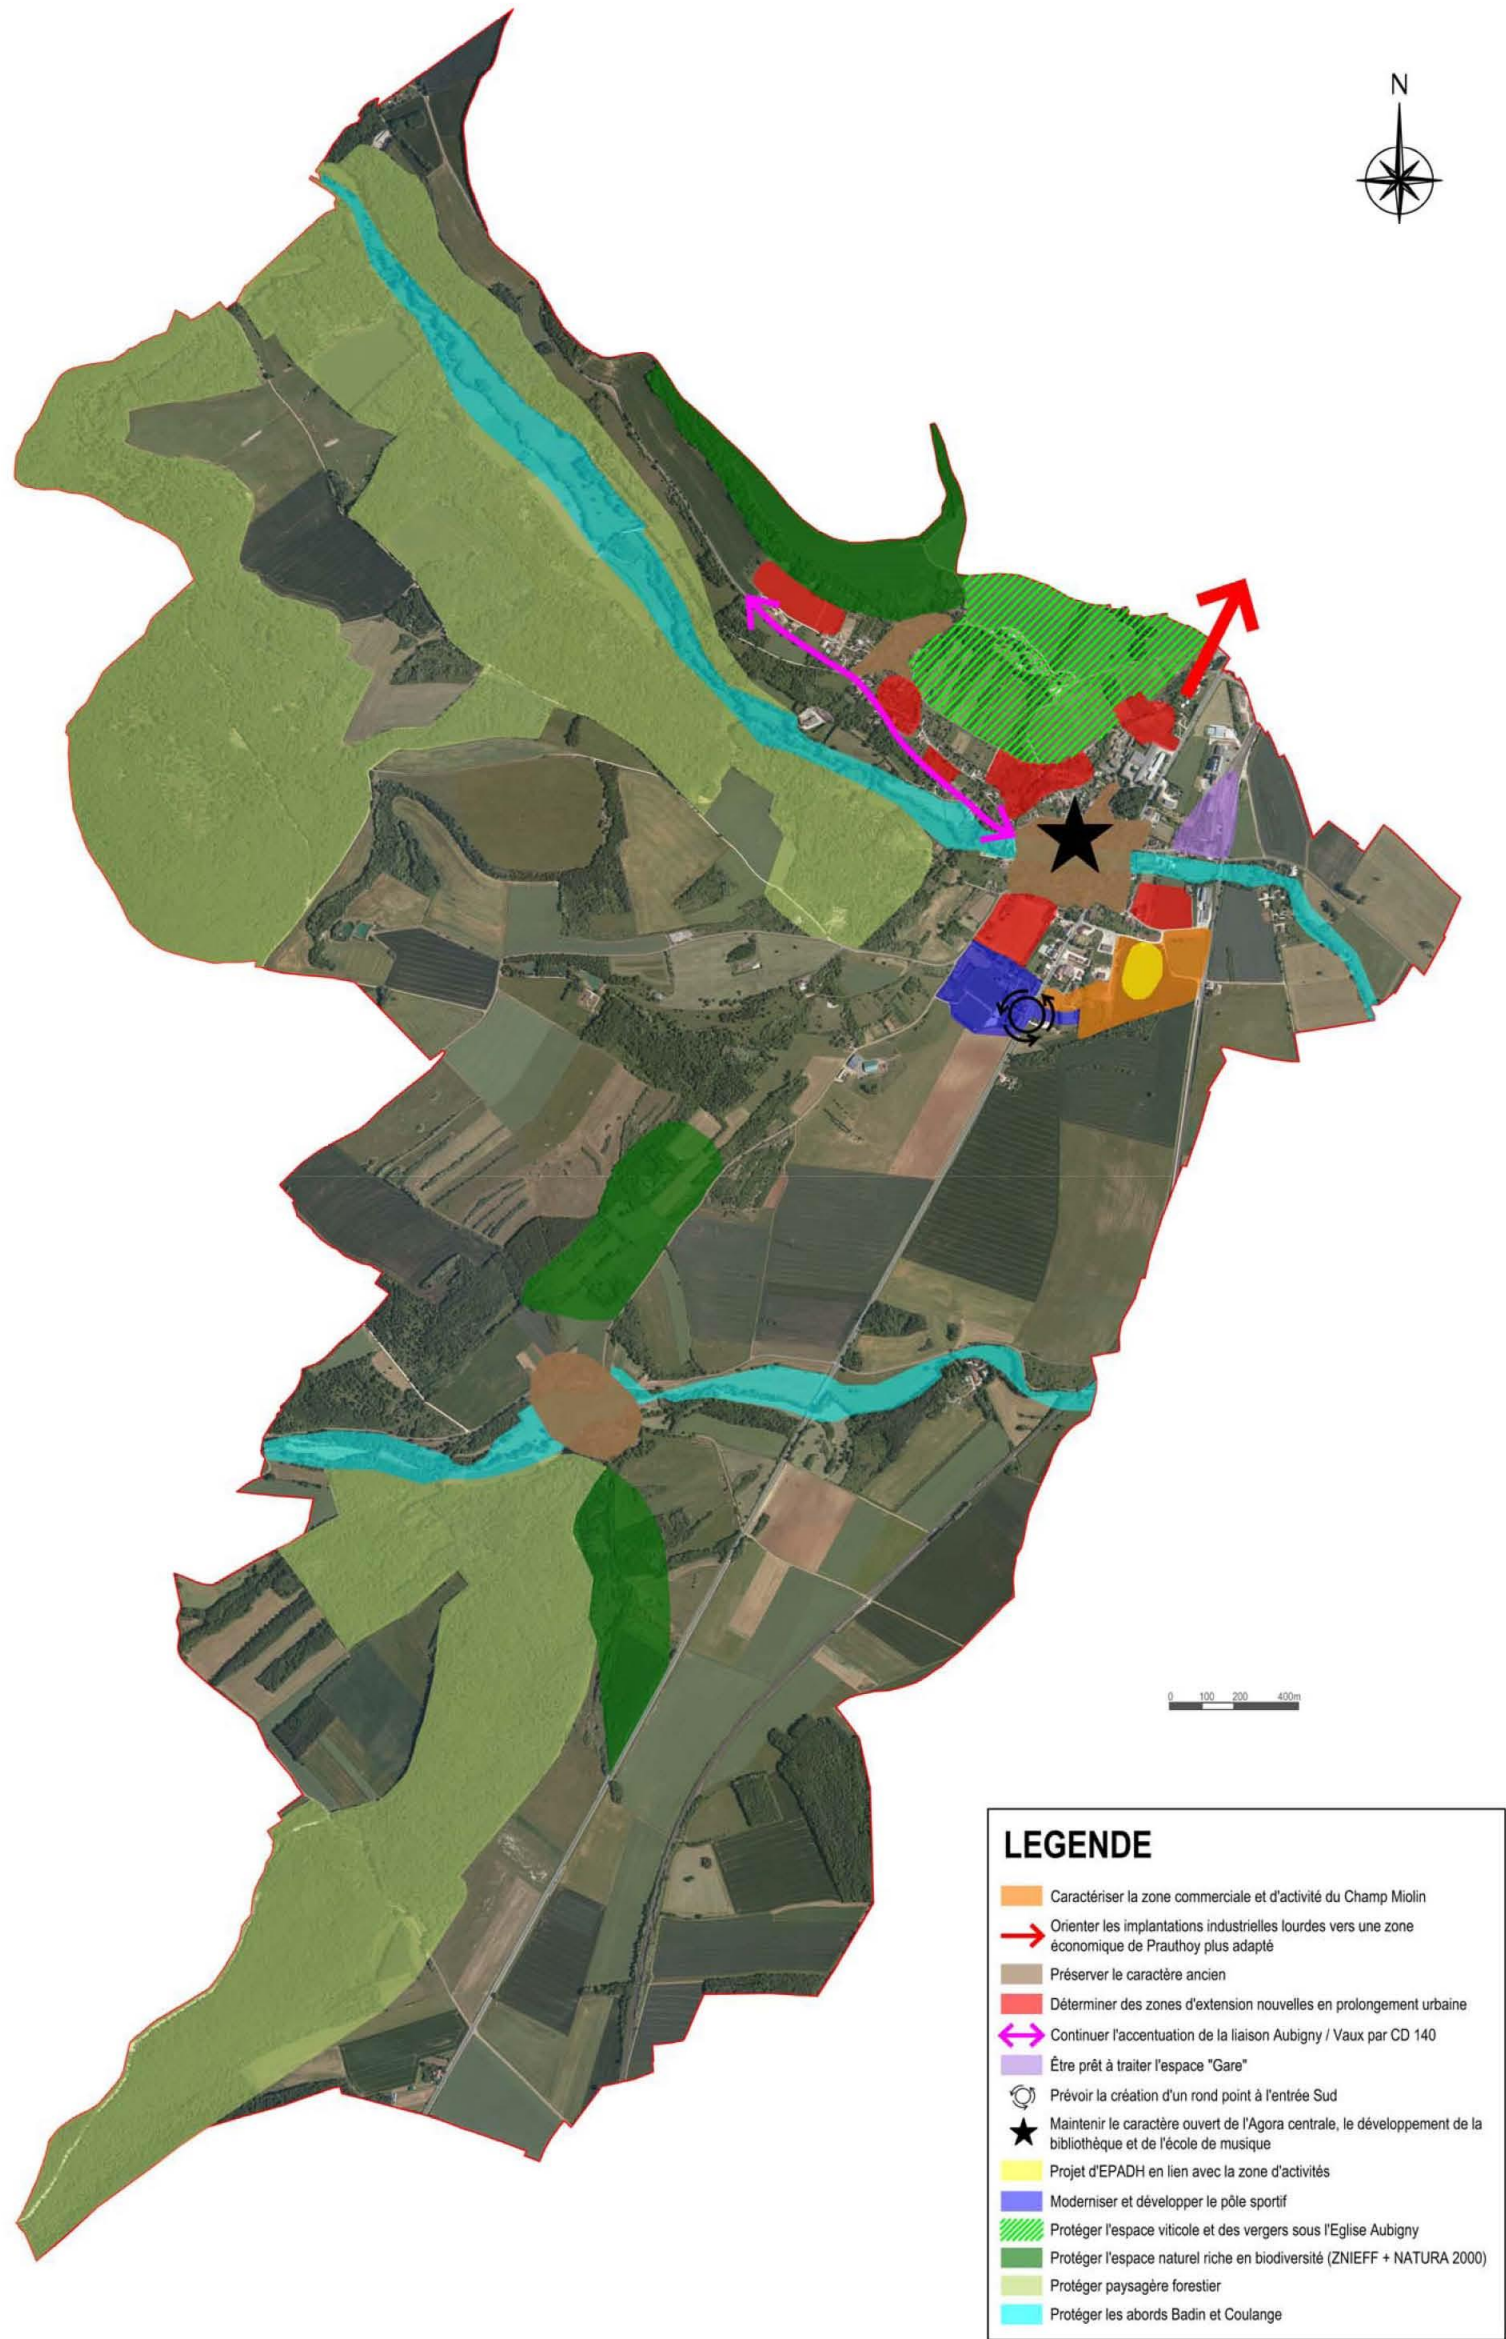 N
0 100 200 400m
LEGENDE
Caractériser la zone commerciale et d'activité du Champ Miolin
Orienter les implantations industrielles lourdes vers une zone
économique de Prauthoy plus adapté
Préserver le caractère ancien
Déterminer des zones d'extension nouvelles en prolongement urbaine
Continuer l'accentuation de la liaison Aubigny / Vaux par CD 140
Être prêt à traiter l'espace "Gare"
Prévoir la création d'un rond point à l'entrée Sud
Maintenir le caractère ouvert de l'Agora centrale, le développement de la
bibliothèque et de l'école de musique
Projet d'EPADH en lien avec la zone d'activités
Moderniser et développer le pôle sportif
Protéger l'espace viticole et des vergers sous l'Eglise Aubigny
Protéger l'espace naturel riche en biodiversité (ZNIEFF + NATURA 2000)
Protéger paysagère forestier
Protéger les abords Badin et Coulange